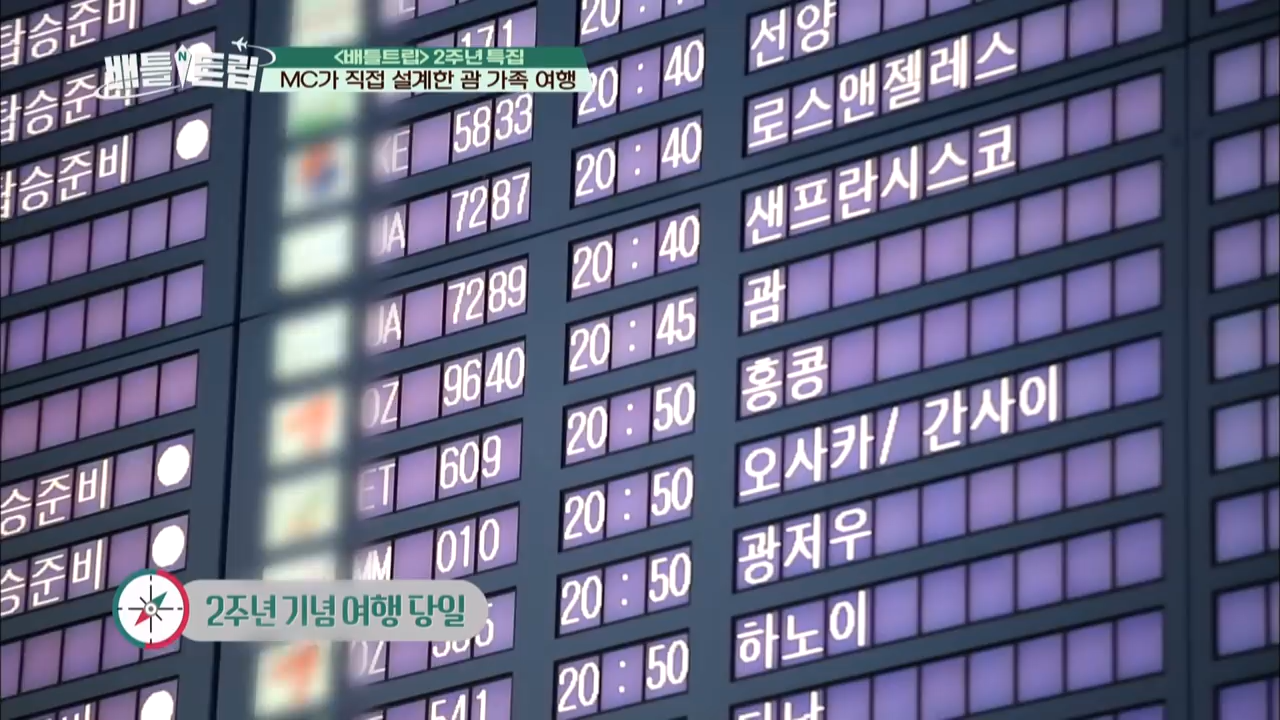 배틀트립
<배틀트립> 2주년 특집
MC가 직접 설계한 괌 가족 여행
탑승준비
탑승준비
탑승준비
승준비
승준비
171 20:
KE 5833 20:40 선양
UA 7287 20:40 로스앤젤레스
UA 7289 20:40 샌프란시스코
OZ 9640 20:45 괌
ET 609 20:50 홍콩
MM 010 20:50 오사카/ 간사이
OZ 20:50 광저우
541 20:50 하노이
2주년 기념 여행 당일